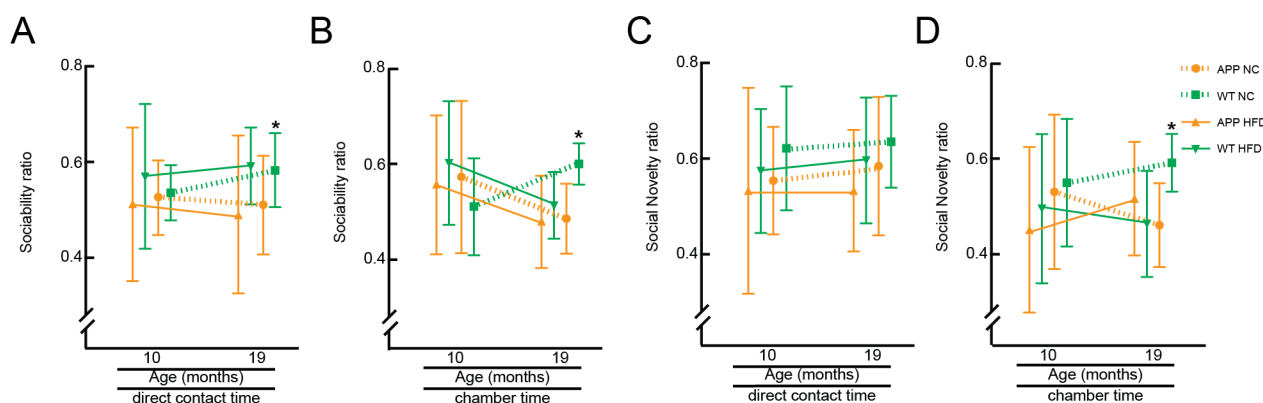 A
B
C
D
Sociability ratio
0.8
0.6
0.4
*
10
19
Age (months)
direct contact time
Sociability ratio
0.8
0.6
0.4
*
10
19
Age (months)
chamber time
Social Novelty ratio
0.8
0.6
0.4
10
19
Age (months)
direct contact time
Social Novelty ratio
0.8
0.6
0.4
*
10
19
Age (months)
chamber time
APP NC
WT NC
APP HFD
WT HFD